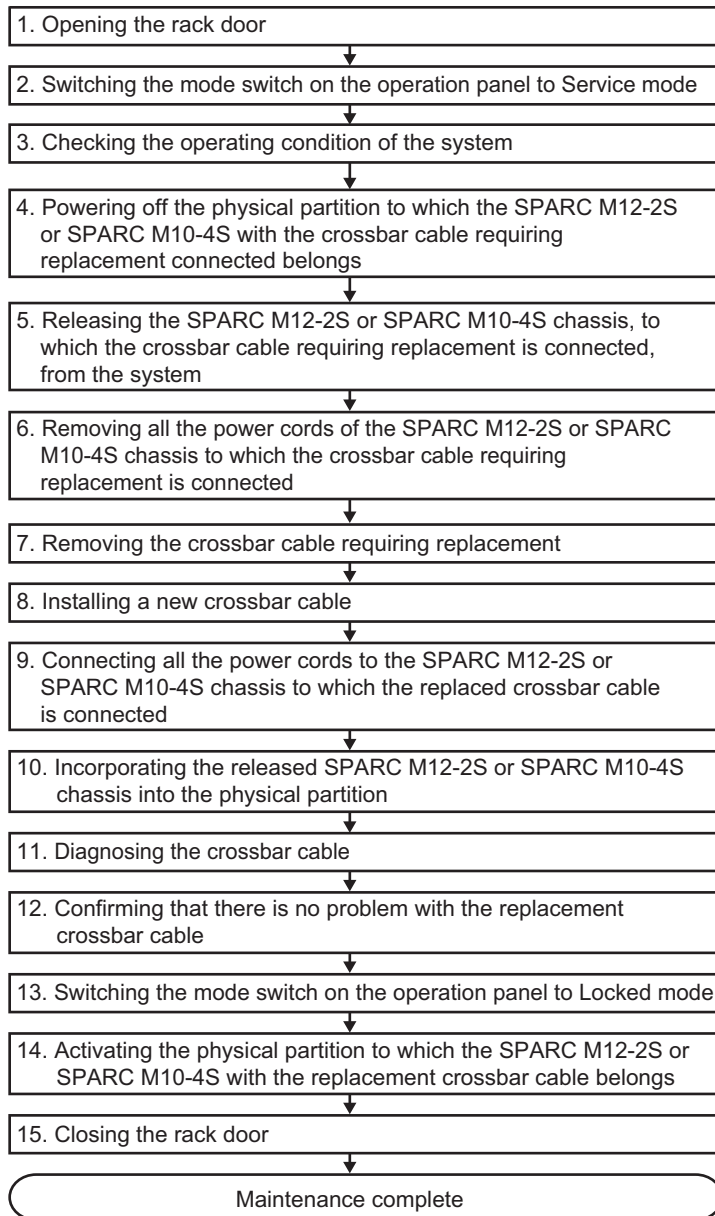 1. Opening the rack door
2. Switching the mode switch on the operation panel to Service mode
3. Checking the operating condition of the system
4. Powering off the physical partition to which the SPARC M12-2S
or SPARC M10-4S with the crossbar cable requiring
replacement connected belongs
5. Releasing the SPARC M12-2S or SPARC M10-4S chassis, to
which the crossbar cable requiring replacement is connected,
from the system
6. Removing all the power cords of the SPARC M12-2S or SPARC
M10-4S chassis to which the crossbar cable requiring
replacement is connected
7. Removing the crossbar cable requiring replacement
8. Installing a new crossbar cable
9. Connecting all the power cords to the SPARC M12-2S or
SPARC M10-4S chassis to which the replaced crossbar cable
is connected
10. Incorporating the released SPARC M12-2S or SPARC M10-4S
chassis into the physical partition
11. Diagnosing the crossbar cable
12. Confirming that there is no problem with the replacement
crossbar cable
13. Switching the mode switch on the operation panel to Locked mode
14. Activating the physical partition to which the SPARC M12-2S or
SPARC M10-4S with the replacement crossbar cable belongs
15. Closing the rack door
Maintenance complete